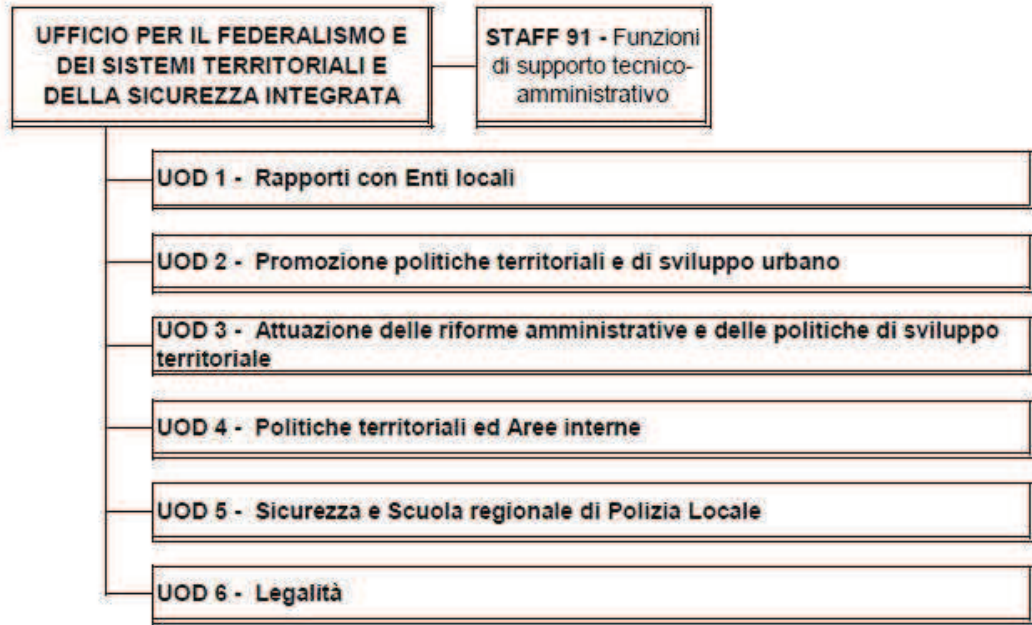 UFFICIO PER IL FEDERALISMO E
DEI SISTEMI TERRITORIALI E
DELLA SICUREZZA INTEGRATA
STAFF 91 - Funzioni
di supporto tecnico-
amministrativo
UOD 1 - Rapporti con Enti locali
UOD 2 - Promozione politiche territoriali e di sviluppo urbano
UOD 3 - Attuazione delle riforme amministrative e delle politiche di sviluppo
territoriale
UOD 4 - Politiche territoriali ed Aree interne
UOD 5 - Sicurezza e Scuola regionale di Polizia Locale
UOD 6 - Legalità